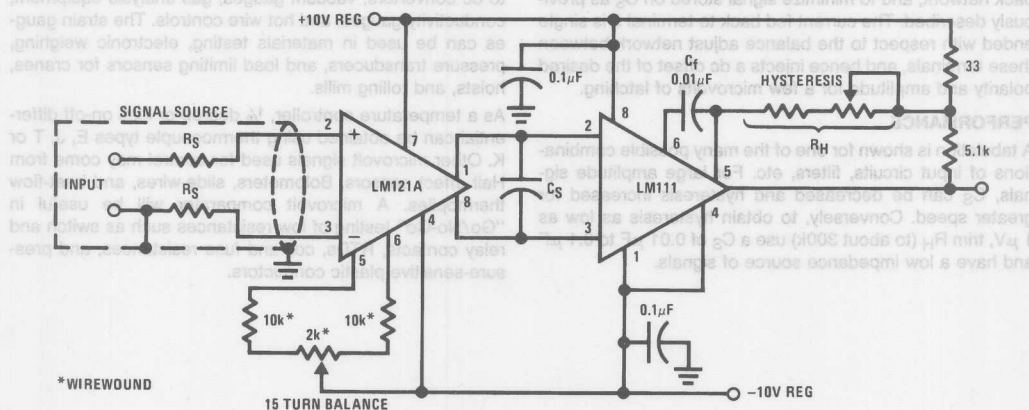 +10V REG
33
Cf
0.1µF
0.01µF
HYSTERESIS
SIGNAL SOURCE
8
2
7
2
6
RS
+
RH
5.1k
5
INPUT
LM121A
1
8
CS
LM111
RS
4
4
3
−
3
6
5
1
0.1µF
10k*
2k*
10k*
*WIREWOUND
−10V REG
15 TURN BALANCE